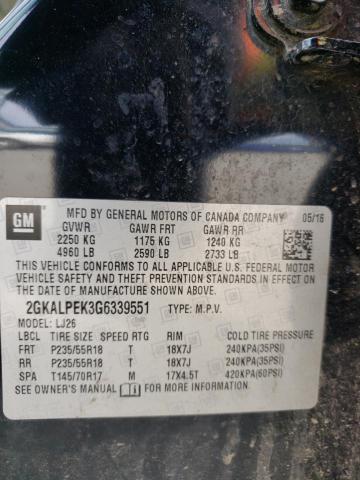 GM
MFD BY GENERAL MOTORS OF CANADA COMPANY 05/16
GVWR GAWR FRT GAWR RR
2250 KG 1175 KG 1240 KG
4960 LB 2590 LB 2733 LB
THIS VEHICLE CONFORMS TO ALL APPLICABLE U.S.
FEDERAL MOTOR VEHICLE SAFETY AND THEFT
PREVENTION STANDARDS IN EFFECT ON THE DATE OF
MANUFACTURE SHOWN ABOVE.
2GKALPEK3G6339551 TYPE: M.P.V.
MODEL: LJ26
LBCL TIRE SIZE SPEED RTG RIM COLD TIRE PRESSURE
FRT P235/55R18 T 18X7J 240KPA(35PSI)
RR P235/55R18 T 18X7J 240KPA(35PSI)
SPA T145/70R17 M 17X4.5T 420KPA(60PSI)
SEE OWNER'S MANUAL FOR MORE INFORMATION